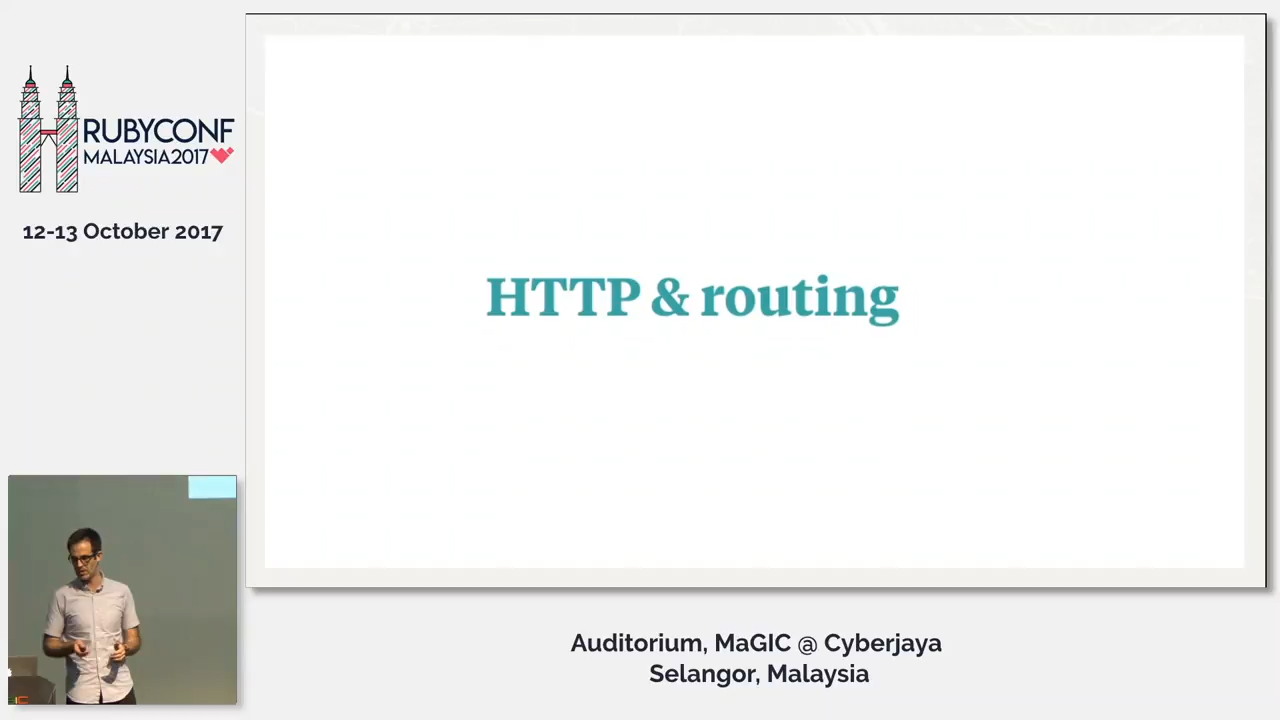 RUBYCONF
MALAYSIA2017
12-13 October 2017
HTTP & routing
Auditorium, MaGIC @ Cyberjaya
Selangor, Malaysia